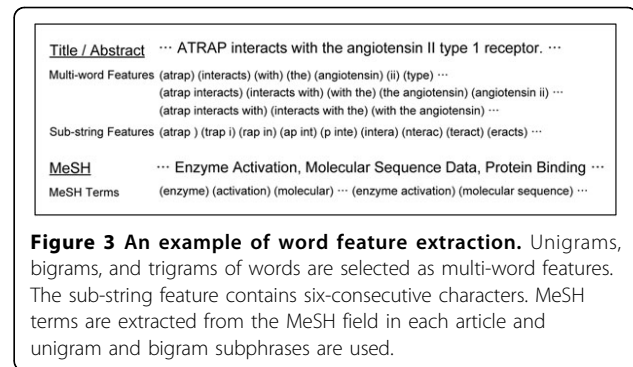 Title / Abstract ··· ATRAP interacts with the angiotensin II type 1 receptor. ···
Multi-word Features (atrap) (interacts) (with) (the) (angiotensin) (ii) (type) ···
(atrap interacts) (interacts with) (with the) (the angiotensin) (angiotensin ii) ···
(atrap interacts with) (interacts with the) (with the angiotensin) ···
Sub-string Features (atrap ) (trap i) (rap in) (ap int) (p inte) (intera) (nterac) (teract) (eracts) ···
MeSH ··· Enzyme Activation, Molecular Sequence Data, Protein Binding ···
MeSH Terms (enzyme) (activation) (molecular) ··· (enzyme activation) (molecular sequence) ···
Figure 3 An example of word feature extraction. Unigrams,
bigrams, and trigrams of words are selected as multi-word features.
The sub-string feature contains six-consecutive characters. MeSH
terms are extracted from the MeSH field in each article and
unigram and bigram subphrases are used.